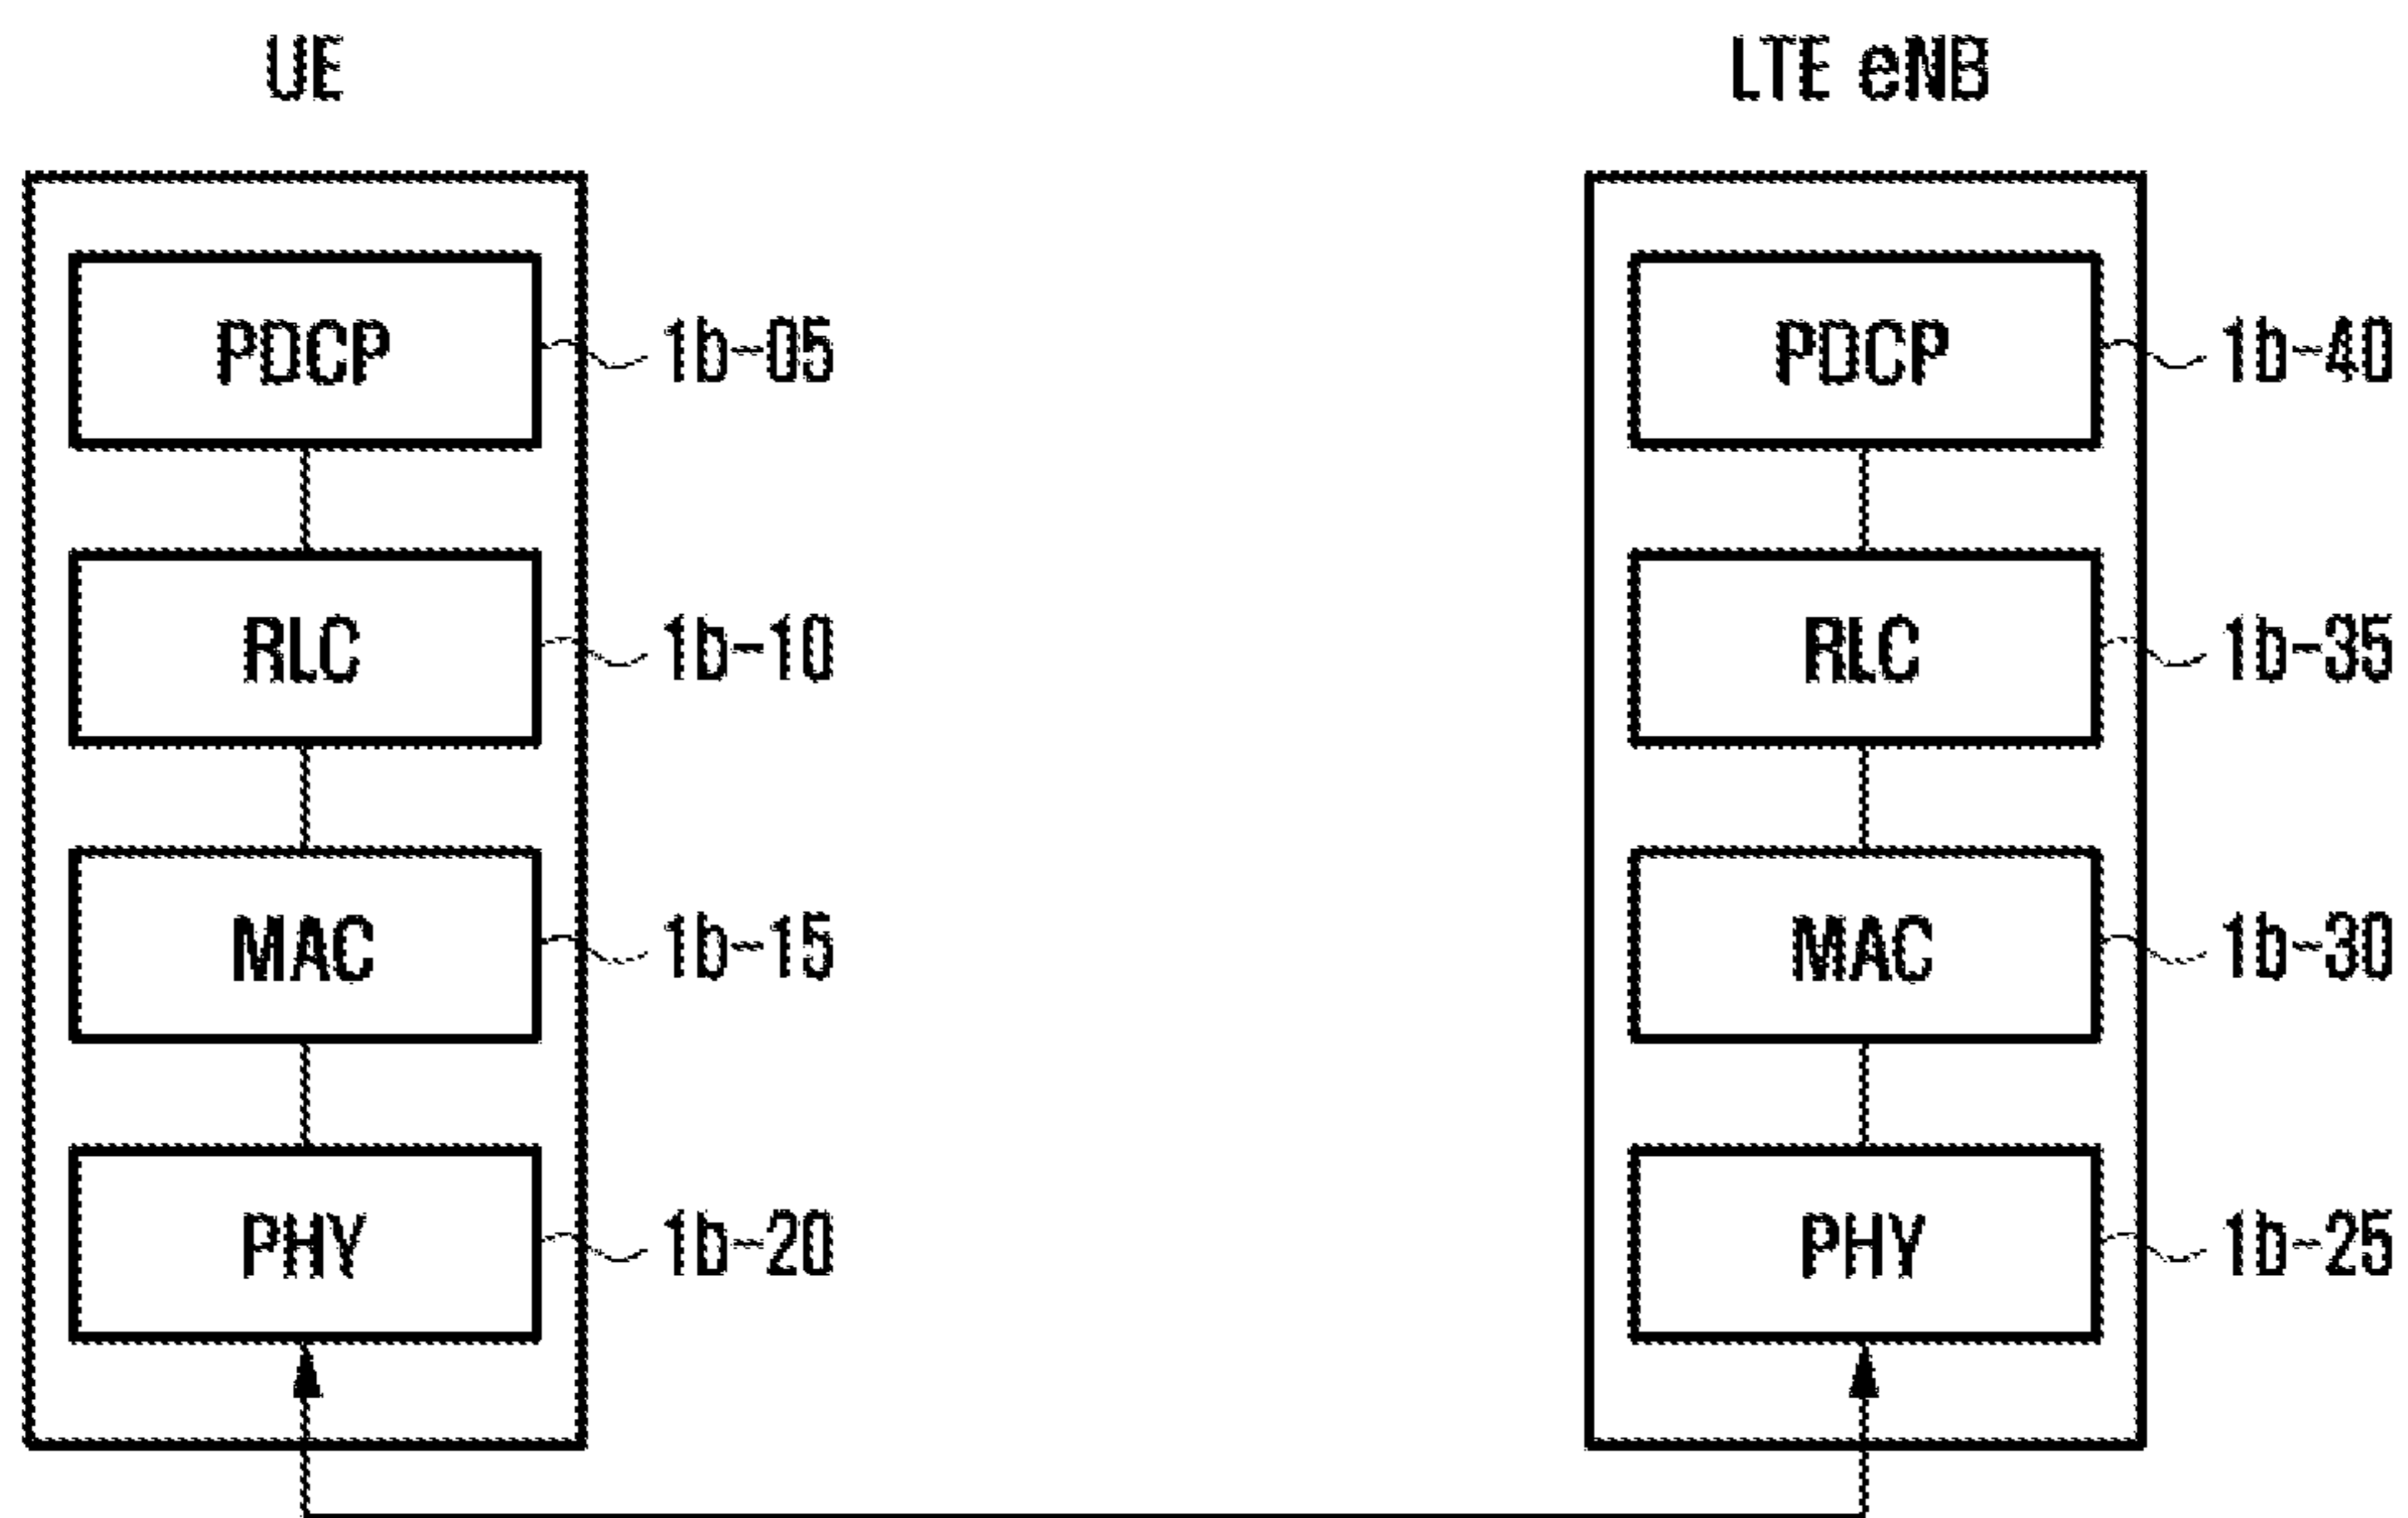 UE
LTE eNB
PDCP 1b-05
PDCP 1b-40
RLC 1b-10
RLC 1b-35
MAC 1b-15
MAC 1b-30
PHY 1b-20
PHY 1b-25